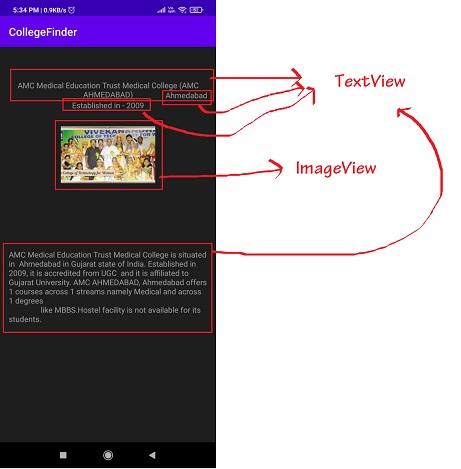 5:34 PM | 0.9KB/s
CollegeFinder
AMC Medical Education Trust Medical College (AMC
AHMEDABAD)
Ahmedabad
Established in - 2009
TextView
VIVEKANA
COLLEGE OF TEC
College of Technology for Women
ImageView
AMC Medical Education Trust Medical College is situated
in Ahmedabad in Gujarat state of India. Established in
2009, it is accredited from UGC and it is affiliated to
Gujarat University. AMC AHMEDABAD, Ahmedabad offers
1 courses across 1 streams namely Medical and across
1 degrees
like MBBS.Hostel facility is not available for its
students.